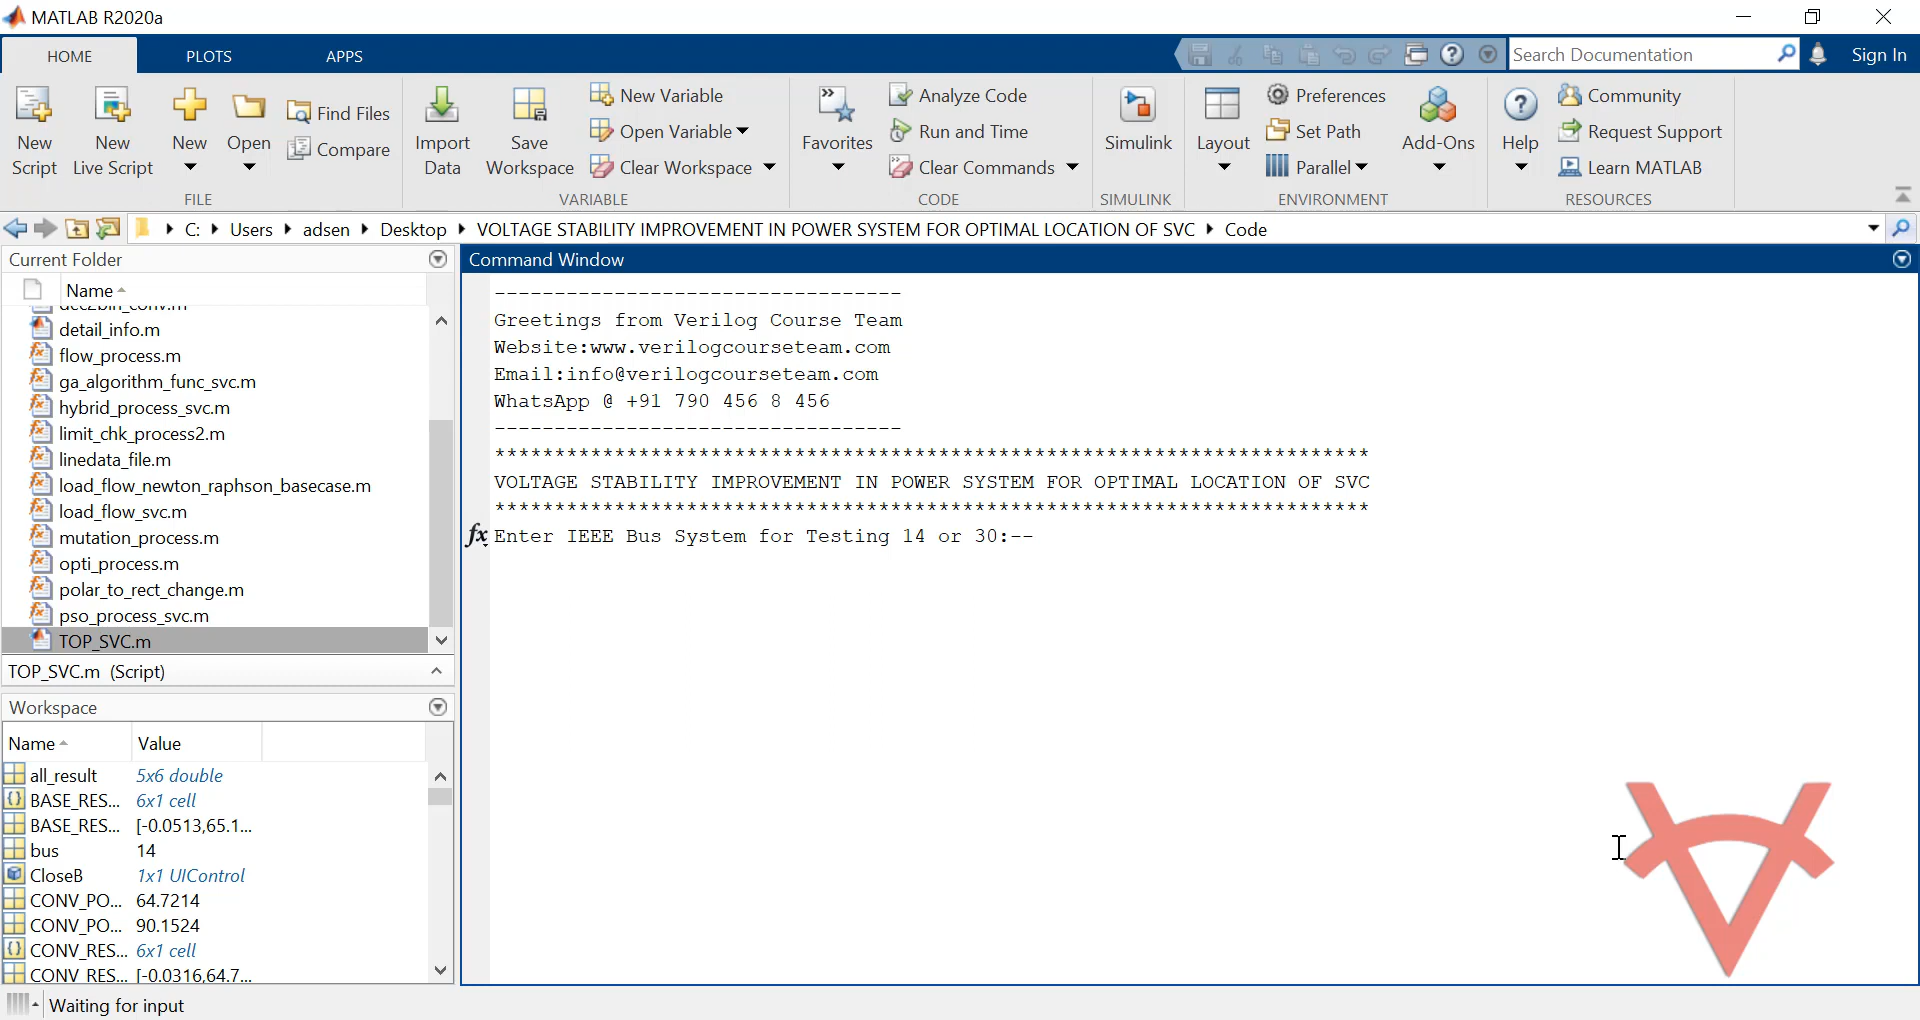 MATLAB R2020a
HOME
PLOTS
APPS
Search Documentation
Sign In
New Script
New Live Script
New
Open
Find Files
Compare
FILE
Import Data
Save Workspace
New Variable
Open Variable
Clear Workspace
VARIABLE
Favorites
Analyze Code
Run and Time
Clear Commands
CODE
Simulink
SIMULINK
Layout
Preferences
Set Path
Parallel
Add-Ons
ENVIRONMENT
Help
Community
Request Support
Learn MATLAB
RESOURCES
C: Users adsen Desktop VOLTAGE STABILITY IMPROVEMENT IN POWER SYSTEM FOR OPTIMAL LOCATION OF SVC Code
Current Folder
Name
detail_info.m
flow_process.m
ga_algorithm_func_svc.m
hybrid_process_svc.m
limit_chk_process2.m
linedata_file.m
load_flow_newton_raphson_basecase.m
load_flow_svc.m
mutation_process.m
opti_process.m
polar_to_rect_change.m
pso_process_svc.m
TOP_SVC.m
TOP_SVC.m (Script)
Workspace
Name Value
all_result 5x6 double
BASE_RES... 6x1 cell
BASE_RES... [-0.0513,65.1...
bus 14
CloseB 1x1 UIControl
CONV_PO... 64.7214
CONV_PO... 90.1524
CONV_RES... 6x1 cell
CONV_RES... [-0.0316,64.7...
Waiting for input
Command Window
----------------------------------
Greetings from Verilog Course Team
Website:www.verilogcourseteam.com
Email:info@verilogcourseteam.com
WhatsApp @ +91 790 456 8 456
----------------------------------
*************************************************************************
VOLTAGE STABILITY IMPROVEMENT IN POWER SYSTEM FOR OPTIMAL LOCATION OF SVC
*************************************************************************
fx Enter IEEE Bus System for Testing 14 or 30:--